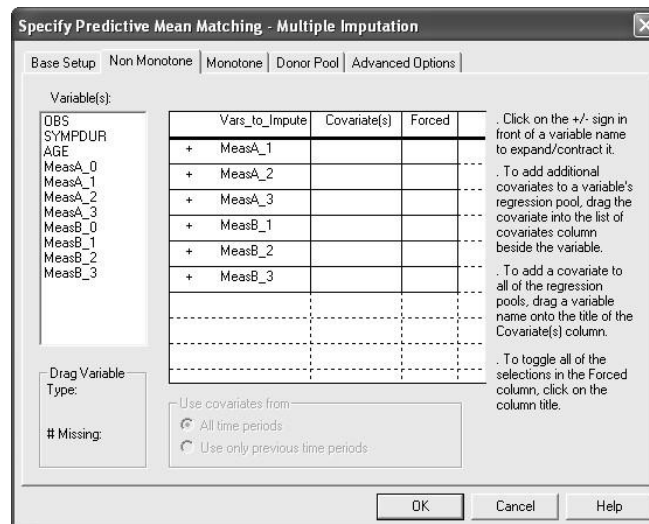 Specify Predictive Mean Matching - Multiple Imputation
Base Setup Non Monotone Monotone Donor Pool Advanced Options
Variable(s):
OBS
SYMPDUR
AGE
MeasA_0
MeasA_1
MeasA_2
MeasA_3
MeasB_0
MeasB_1
MeasB_2
MeasB_3
Vars_to_Impute Covariate(s) Forced
+ MeasA_1
+ MeasA_2
+ MeasA_3
+ MeasB_1
+ MeasB_2
+ MeasB_3
. Click on the +/- sign in
front of a variable name
to expand/contract it.
. To add additional
covariates to a variable's
regression pool, drag the
covariate into the list of
covariates column
beside the variable.
. To add a covariate to
all of the regression
pools, drag a variable
name onto the title of the
Covariate(s) column.
. To toggle all of the
selections in the Forced
column, click on the
column title.
Drag Variable
Type:
# Missing:
Use covariates from
All time periods
Use only previous time periods
OK Cancel Help